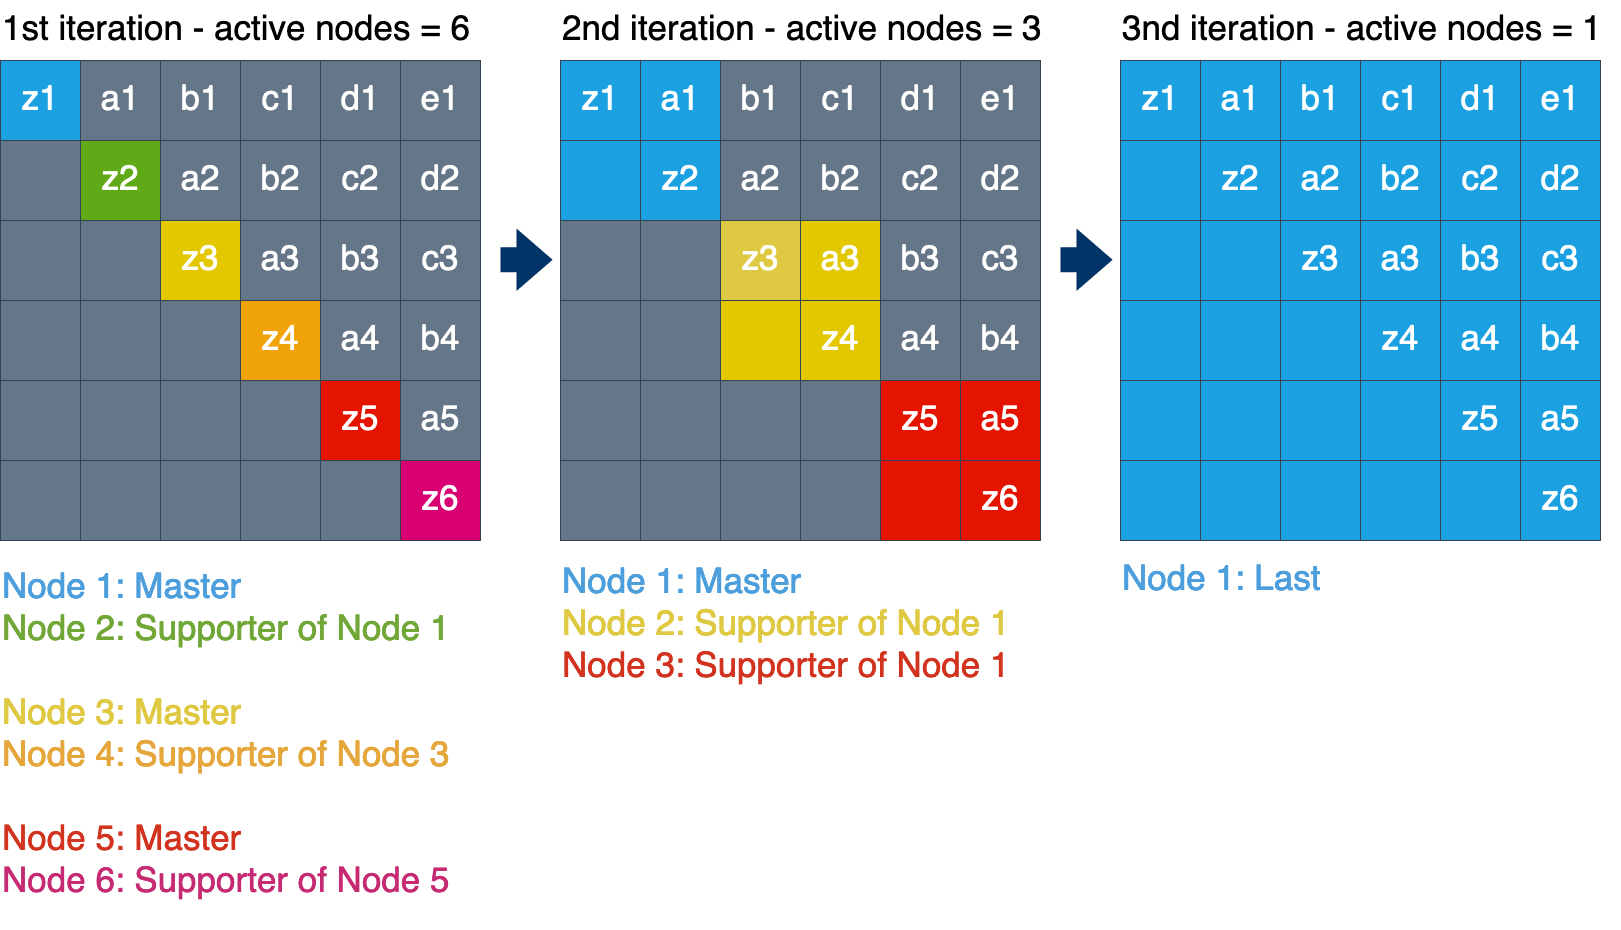 1st iteration - active nodes = 6
z1 a1 b1 c1 d1 e1
z2 a2 b2 c2 d2
z3 a3 b3 c3
z4 a4 b4
z5 a5
z6
Node 1: Master
Node 2: Supporter of Node 1
Node 3: Master
Node 4: Supporter of Node 3
Node 5: Master
Node 6: Supporter of Node 5
2nd iteration - active nodes = 3
z1 a1 b1 c1 d1 e1
z2 a2 b2 c2 d2
z3 a3 b3 c3
z4 a4 b4
z5 a5
z6
Node 1: Master
Node 2: Supporter of Node 1
Node 3: Supporter of Node 1
3nd iteration - active nodes = 1
z1 a1 b1 c1 d1 e1
z2 a2 b2 c2 d2
z3 a3 b3 c3
z4 a4 b4
z5 a5
z6
Node 1: Last